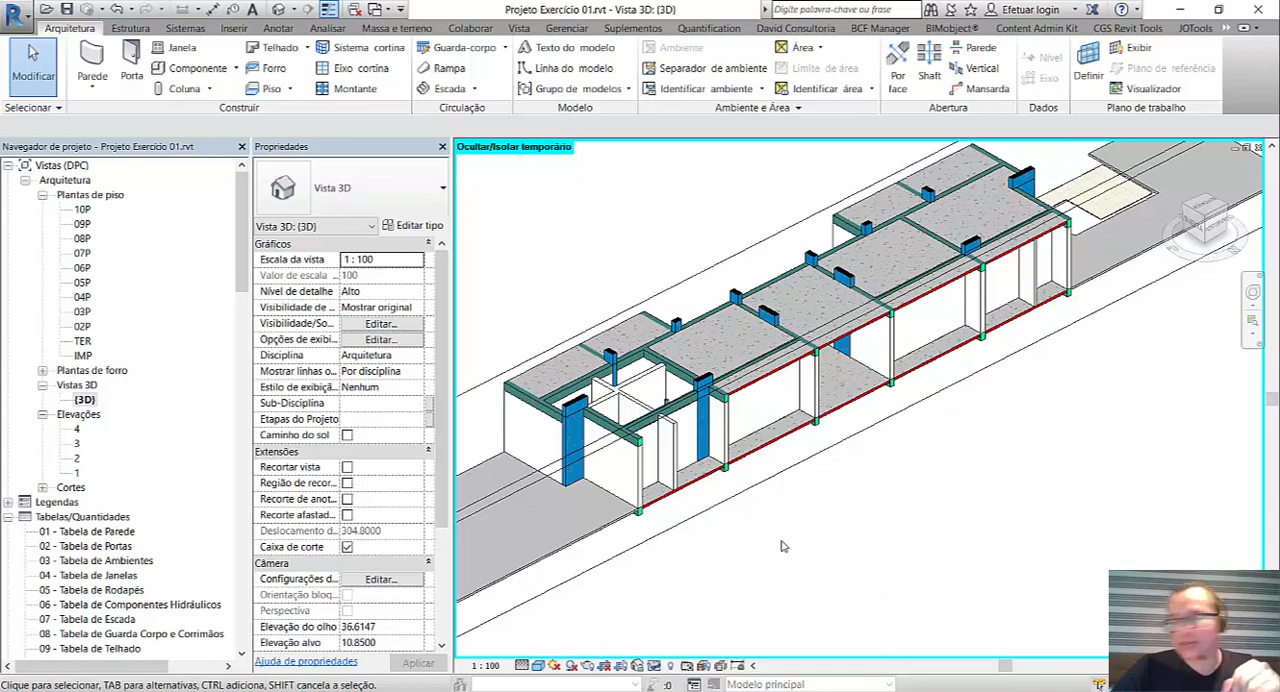 Projeto Exercício 01.rvt - Vista 3D: {3D}
Digite palavra-chave ou frase
Efetuar login
Arquitetura Estrutura Sistemas Inserir Anotar Analisar Massa e terreno Colaborar Vista Gerenciar Suplementos Quantification David Consultoria BCF Manager BIMobject® Content Admin Kit CGS Revit Tools JOTools
Modificar
Parede
Porta
Janela
Componente
Coluna
Telhado
Forro
Piso
Sistema cortina
Eixo cortina
Montante
Guarda-corpo
Rampa
Escada
Texto do modelo
Linha do modelo
Grupo de modelos
Ambiente
Separador de ambiente
Identificar ambiente
Área
Limite de área
Identificar área
Por face
Shaft
Parede
Vertical
Mansarda
Nível
Eixo
Definir
Exibir
Plano de referência
Visualizador
Selecionar Construir Circulação Modelo Ambiente e Área Abertura Dados Plano de trabalho
Navegador de projeto - Projeto Exercício 01.rvt
Vistas (DPC)
Arquitetura
Plantas de piso
10P
09P
08P
07P
06P
05P
04P
03P
02P
TER
IMP
Plantas de forro
Vistas 3D
{3D}
Elevações
4
3
2
1
Cortes
Legendas
Tabelas/Quantidades
01 - Tabela de Parede
02 - Tabela de Portas
03 - Tabela de Ambientes
04 - Tabela de Janelas
05 - Tabela de Rodapés
06 - Tabela de Componentes Hidráulicos
07 - Tabela de Escada
08 - Tabela de Guarda Corpo e Corrimãos
09 - Tabela de Telhado
Propriedades
Vista 3D
Vista 3D: {3D} Editar tipo
Gráficos
Escala da vista 1 : 100
Valor de escala ... 100
Nível de detalhe Alto
Visibilidade de ... Mostrar original
Visibilidade/So... Editar...
Opções de exibi... Editar...
Disciplina Arquitetura
Mostrar linhas o... Por disciplina
Estilo de exibiç... Nenhum
Sub-Disciplina
Etapas do Projeto
Caminho do sol
Extensões
Recortar vista
Região de recor...
Recorte de anot...
Recorte afastad...
Deslocamento d... 304.8000
Caixa de corte
Câmera
Configurações d... Editar...
Orientação bloq...
Perspectiva
Elevação do olho 36.6147
Elevação alvo 10.8500
Ajuda de propriedades Aplicar
Ocultar/Isolar temporário
1 : 100
Clique para selecionar, TAB para alternativas, CTRL adiciona, SHIFT cancela a seleção.
:0
Modelo principal